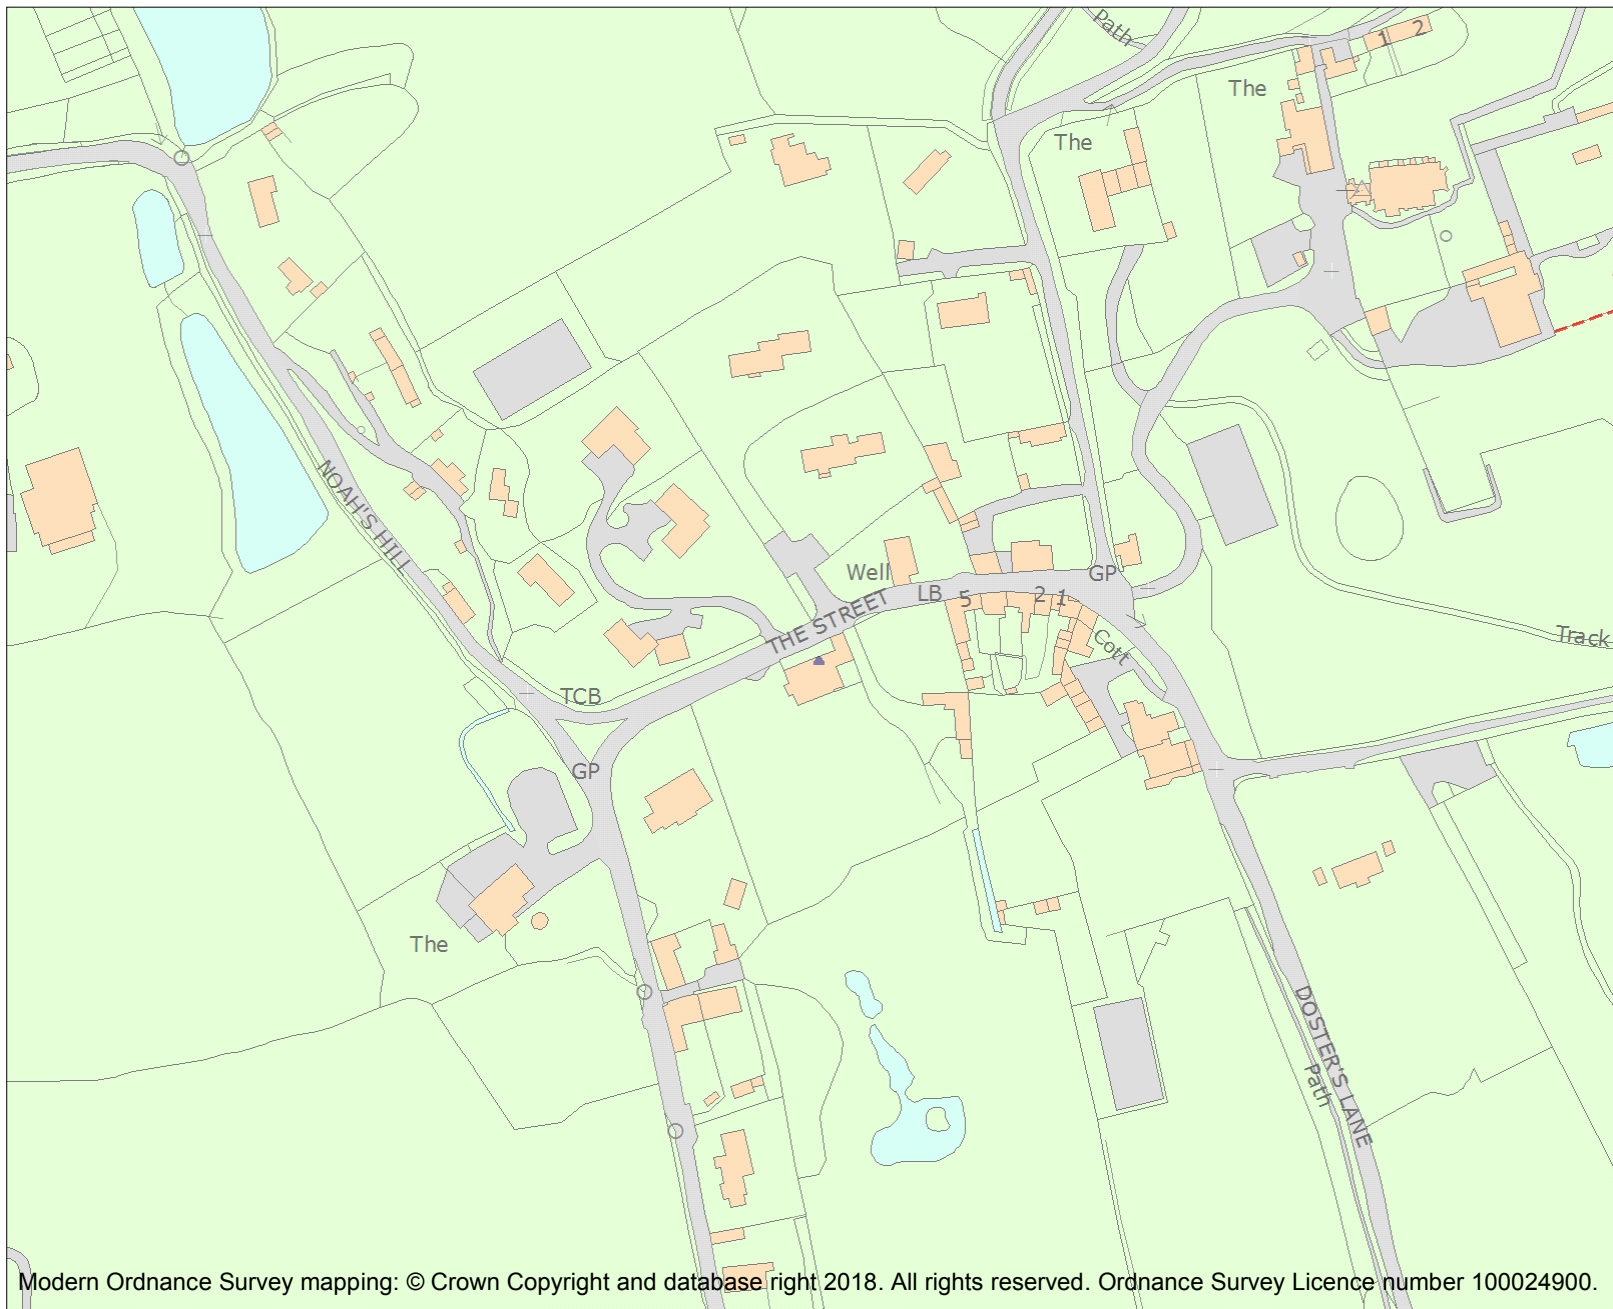 Path
1 2
The
The
NOAH'S HILL
Well
THE STREET
LB
5
2 1
GP
Cott
Track
TCB
GP
The
DOSTER'S LANE
Path
Modern Ordnance Survey mapping: © Crown Copyright and database right 2018. All rights reserved. Ordnance Survey Licence number 100024900.